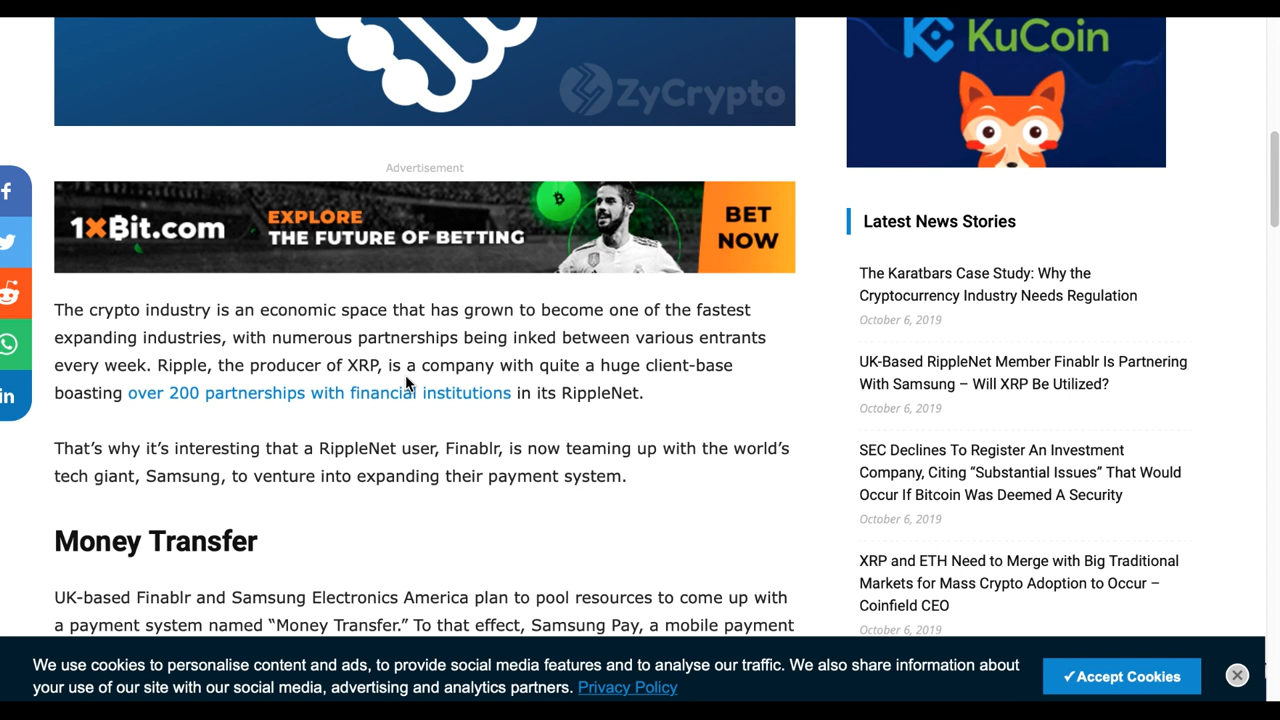 ZyCrypto
KuCoin
Advertisement
1xBit.com
EXPLORE
THE FUTURE OF BETTING
BET
NOW
f
in
The crypto industry is an economic space that has grown to become one of the fastest
expanding industries, with numerous partnerships being inked between various entrants
every week. Ripple, the producer of XRP, is a company with quite a huge client-base
boasting over 200 partnerships with financial institutions in its RippleNet.
That’s why it’s interesting that a RippleNet user, Finablr, is now teaming up with the world’s
tech giant, Samsung, to venture into expanding their payment system.
Money Transfer
UK-based Finablr and Samsung Electronics America plan to pool resources to come up with
a payment system named “Money Transfer.” To that effect, Samsung Pay, a mobile payment
Latest News Stories
The Karatbars Case Study: Why the
Cryptocurrency Industry Needs Regulation
October 6, 2019
UK-Based RippleNet Member Finablr Is Partnering
With Samsung – Will XRP Be Utilized?
October 6, 2019
SEC Declines To Register An Investment
Company, Citing “Substantial Issues” That Would
Occur If Bitcoin Was Deemed A Security
October 6, 2019
XRP and ETH Need to Merge with Big Traditional
Markets for Mass Crypto Adoption to Occur –
Coinfield CEO
October 6, 2019
We use cookies to personalise content and ads, to provide social media features and to analyse our traffic. We also share information about
your use of our site with our social media, advertising and analytics partners. Privacy Policy
✓Accept Cookies